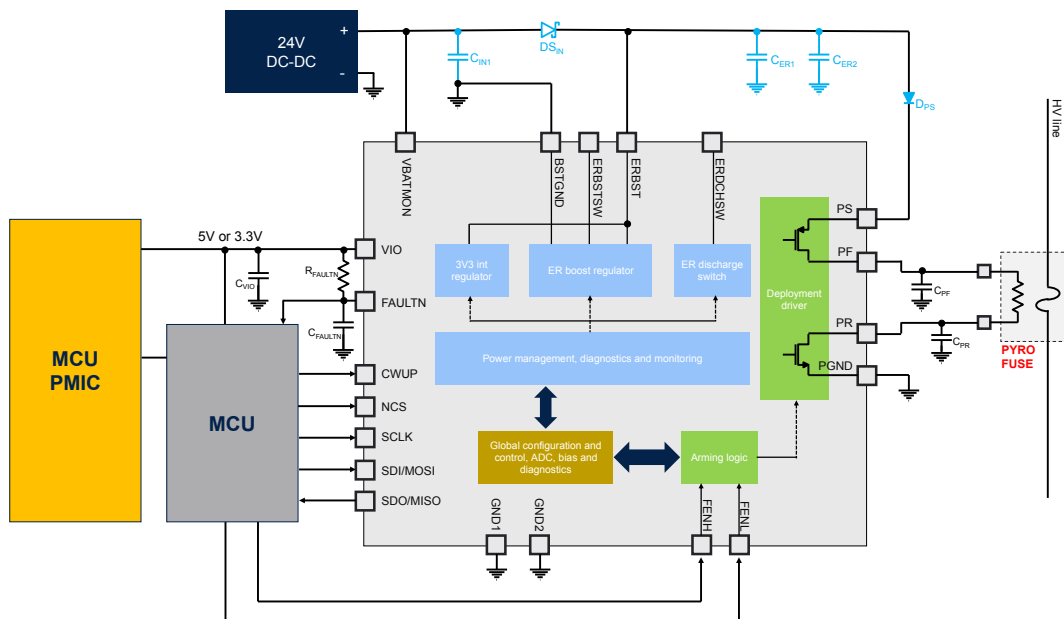 24V
DC-DC
+
-
CIN1
DSIN
CER1
CER2
DPS
HV line
VBATMON
BSTGND
ERBSTSW
ERBST
ERDCHSW
5V or 3.3V
VIO
RFAULTN
CVIO
FAULTN
CFAULTN
3V3 int
regulator
ER boost regulator
ER discharge
switch
Deployment
driver
PS
PF
PR
PGND
CPF
CPR
PYRO
FUSE
Power management, diagnostics and monitoring
MCU
PMIC
MCU
CWUP
NCS
SCLK
SDI/MOSI
SDO/MISO
Global configuration and
control, ADC, bias and
diagnostics
Arming logic
GND1
GND2
FENH
FENL